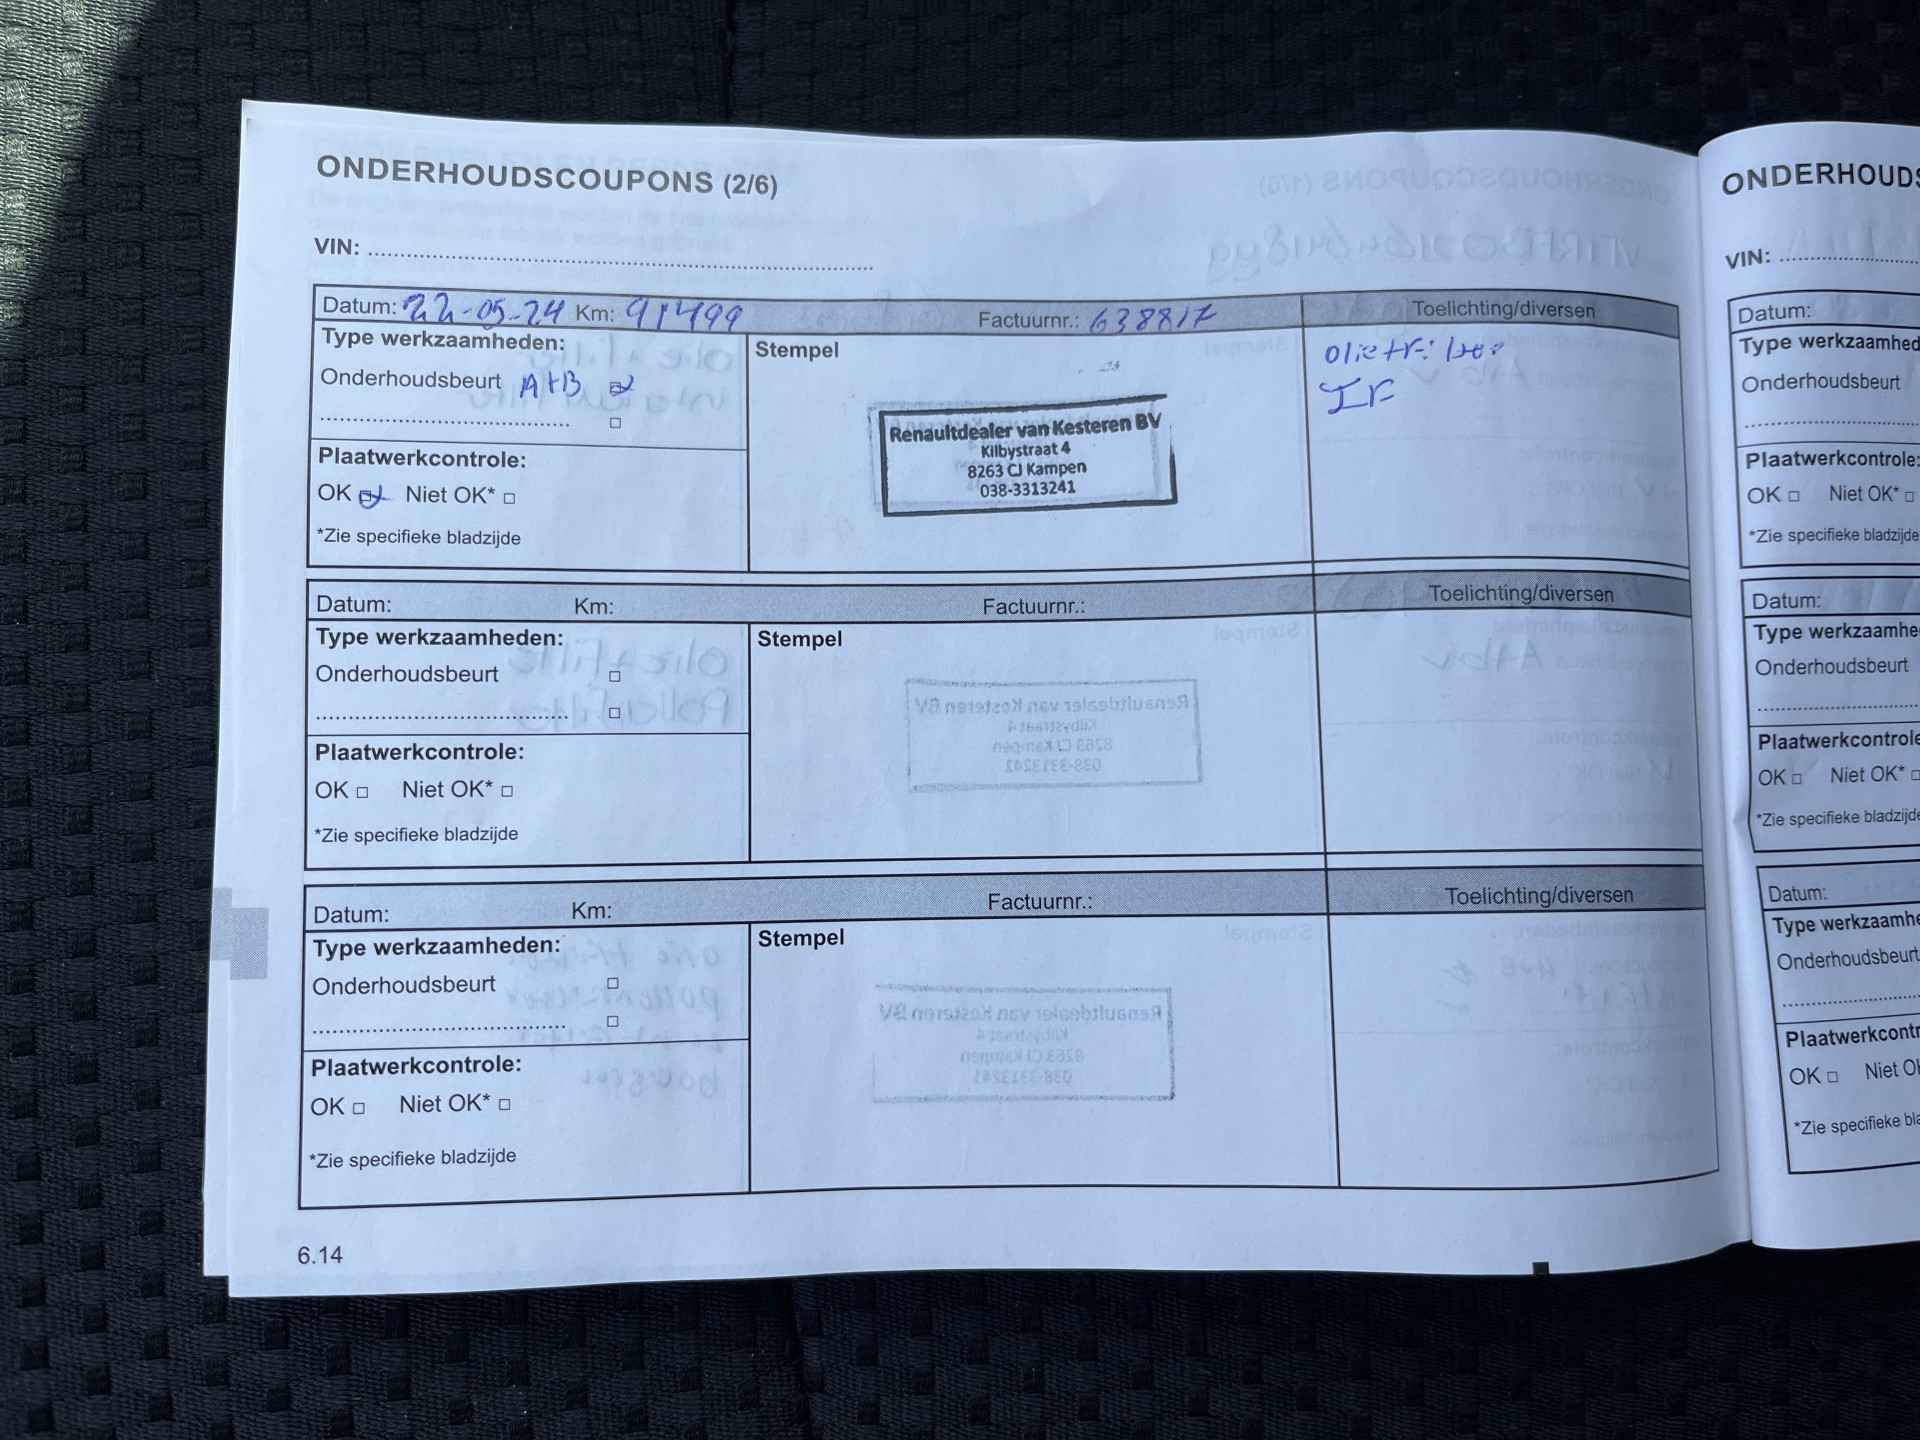 ONDERHOUDSCOUPONS (2/6)
VIN:
Datum: 22-05-24 Km: 91499 Factuurnr.: 638817 Toelichting/diversen
Type werkzaamheden:
Onderhoudsbeurt A+B
Plaatwerkcontrole:
OK Niet OK*
*Zie specifieke bladzijde
Stempel
Renaultdealer van Kesteren BV
Kilbystraat 4
8263 CJ Kampen
038-3313241
Datum: Km: Factuurnr.: Toelichting/diversen
Type werkzaamheden:
Onderhoudsbeurt
Plaatwerkcontrole:
OK Niet OK*
*Zie specifieke bladzijde
Stempel
Datum: Km: Factuurnr.: Toelichting/diversen
Type werkzaamheden:
Onderhoudsbeurt
Plaatwerkcontrole:
OK Niet OK*
*Zie specifieke bladzijde
Stempel
6.14
ONDERHOUDS
VIN:
Datum:
Type werkzaamhed
Onderhoudsbeurt
Plaatwerkcontrole:
OK Niet OK*
*Zie specifieke bladzijde
Datum:
Type werkzaamhe
Onderhoudsbeurt
Plaatwerkcontrole
OK Niet OK*
*Zie specifieke bladzijde
Datum:
Type werkzaamh
Onderhoudsbeurt
Plaatwerkcontr
OK Niet O
*Zie specifieke bla